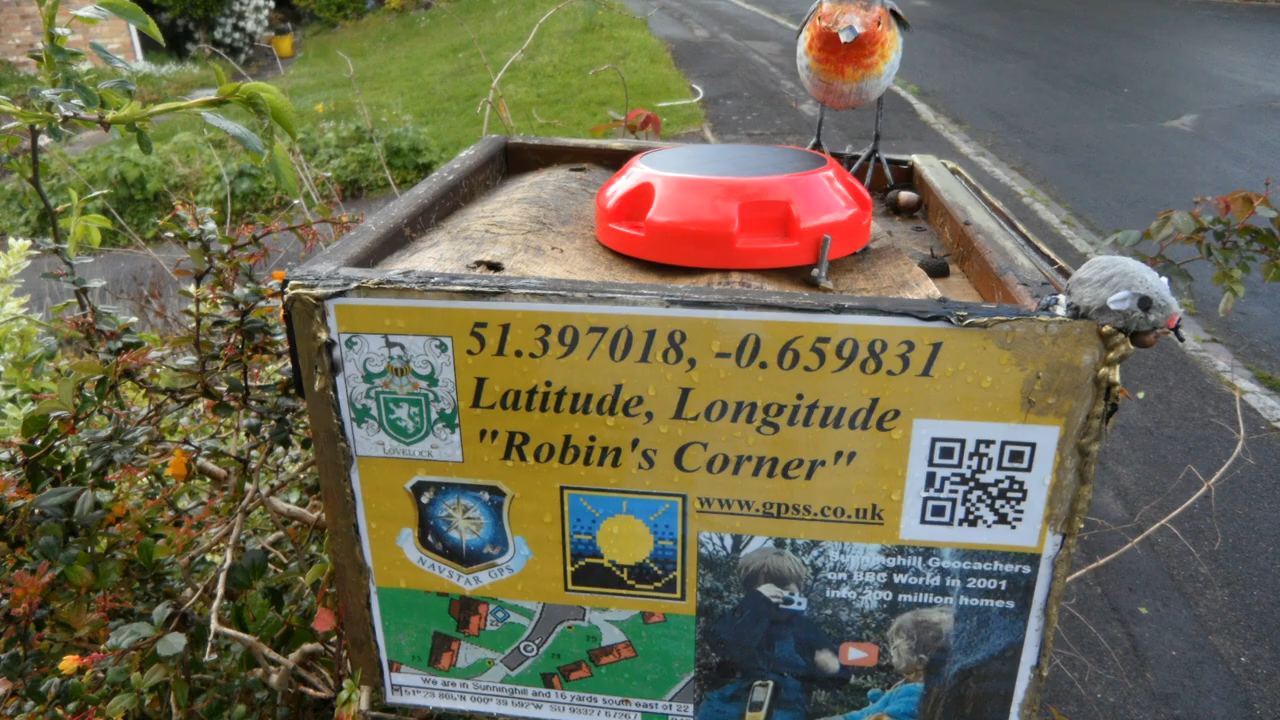 51.397018, -0.659831
Latitude, Longitude
"Robin's Corner"
LOVELOCK
www.gpss.co.uk
NAVSTAR GPS
Sunninghill Geocachers
on BBC World in 2001
into 200 million homes
We are in Sunninghill and 16 yards south east of 22